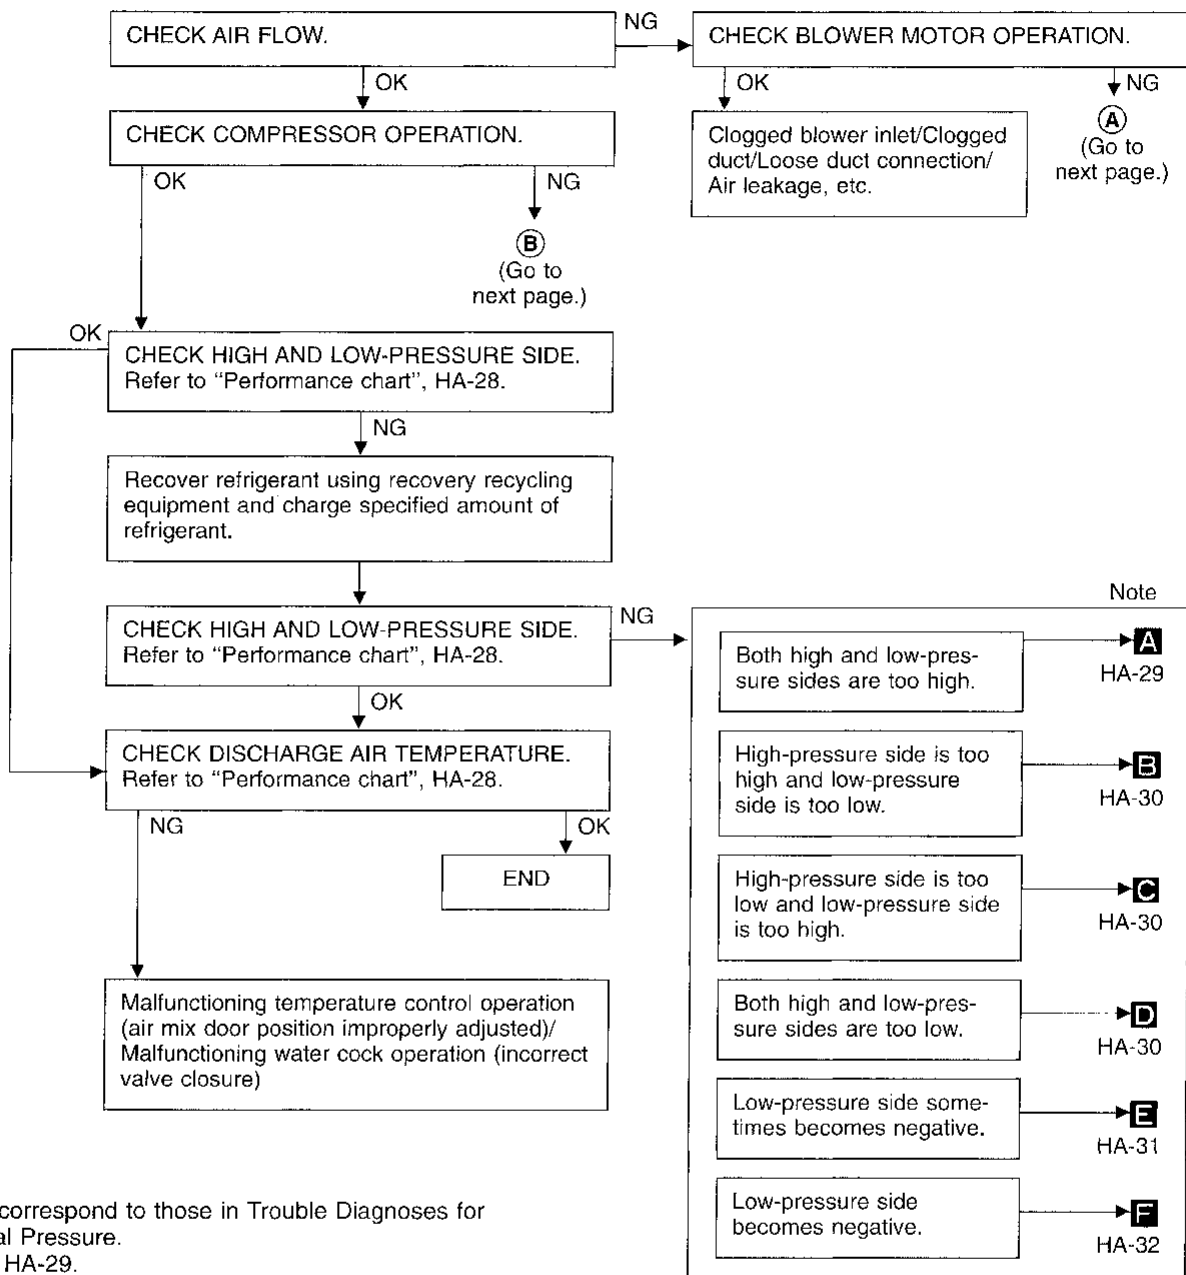 CHECK AIR FLOW.
NG
CHECK BLOWER MOTOR OPERATION.
OK
OK
NG
CHECK COMPRESSOR OPERATION.
Clogged blower inlet/Clogged
duct/Loose duct connection/
Air leakage, etc.
A
(Go to
next page.)
OK
NG
B
(Go to
next page.)
OK
CHECK HIGH AND LOW-PRESSURE SIDE.
Refer to “Performance chart”, HA-28.
NG
Recover refrigerant using recovery recycling
equipment and charge specified amount of
refrigerant.
CHECK HIGH AND LOW-PRESSURE SIDE.
Refer to “Performance chart”, HA-28.
NG
OK
CHECK DISCHARGE AIR TEMPERATURE.
Refer to “Performance chart”, HA-28.
NG
OK
END
Malfunctioning temperature control operation
(air mix door position improperly adjusted)/
Malfunctioning water cock operation (incorrect
valve closure)
Note
Both high and low-pres-
sure sides are too high.
A
HA-29
High-pressure side is too
high and low-pressure
side is too low.
B
HA-30
High-pressure side is too
low and low-pressure side
is too high.
C
HA-30
Both high and low-pres-
sure sides are too low.
D
HA-30
Low-pressure side some-
times becomes negative.
E
HA-31
Low-pressure side
becomes negative.
F
HA-32
correspond to those in Trouble Diagnoses for
al Pressure.
HA-29.